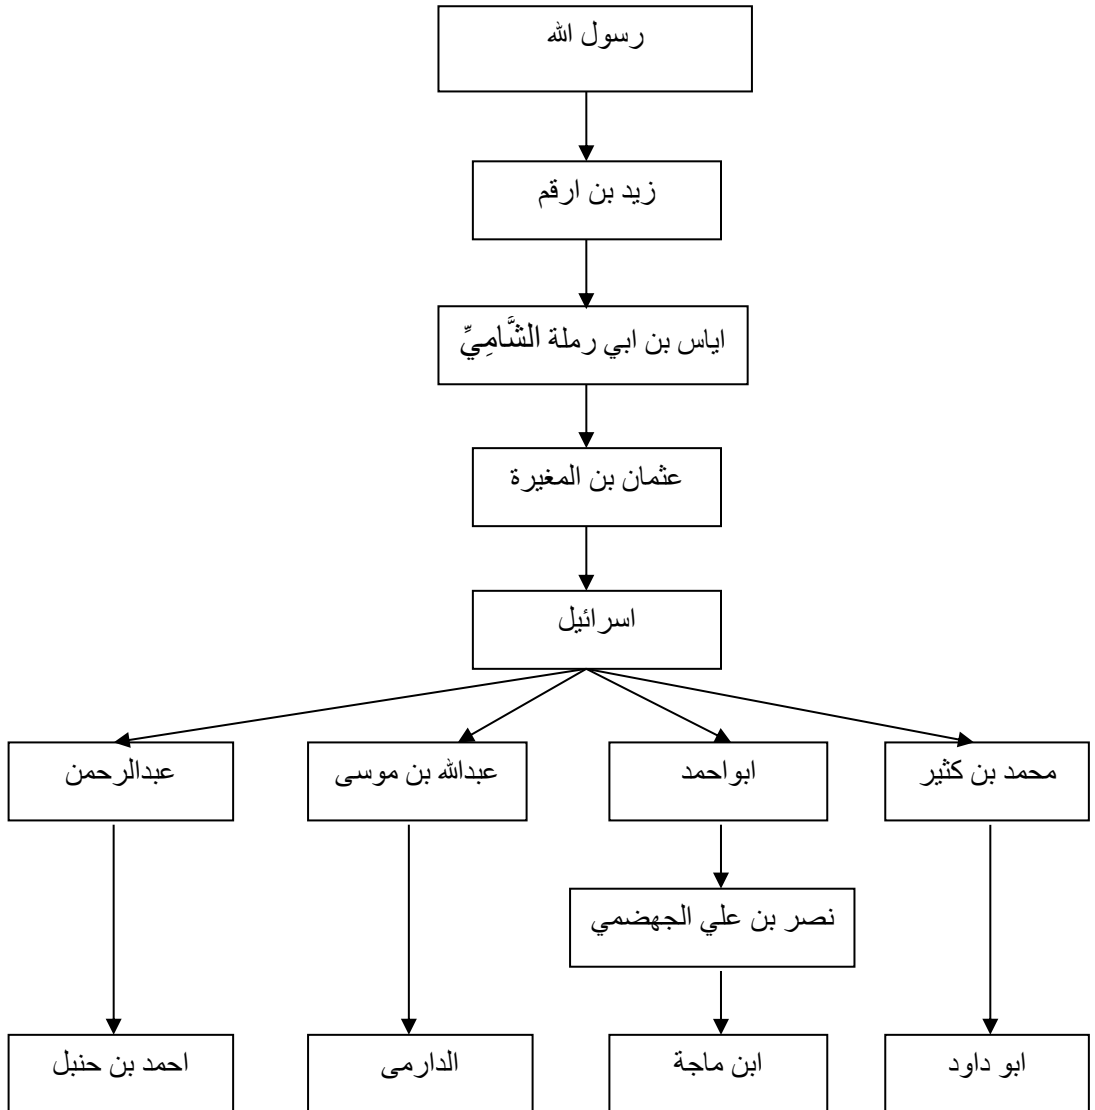 رسول الله
زيد بن ارقم
اياس بن ابي رملة الشَّامِيِّ
عثمان بن المغيرة
اسرائيل
محمد بن كثير
ابواحمد
عبدالله بن موسى
عبدالرحمن
نصر بن علي الجهضمي
ابو داود
ابن ماجة
الدارمى
احمد بن حنبل